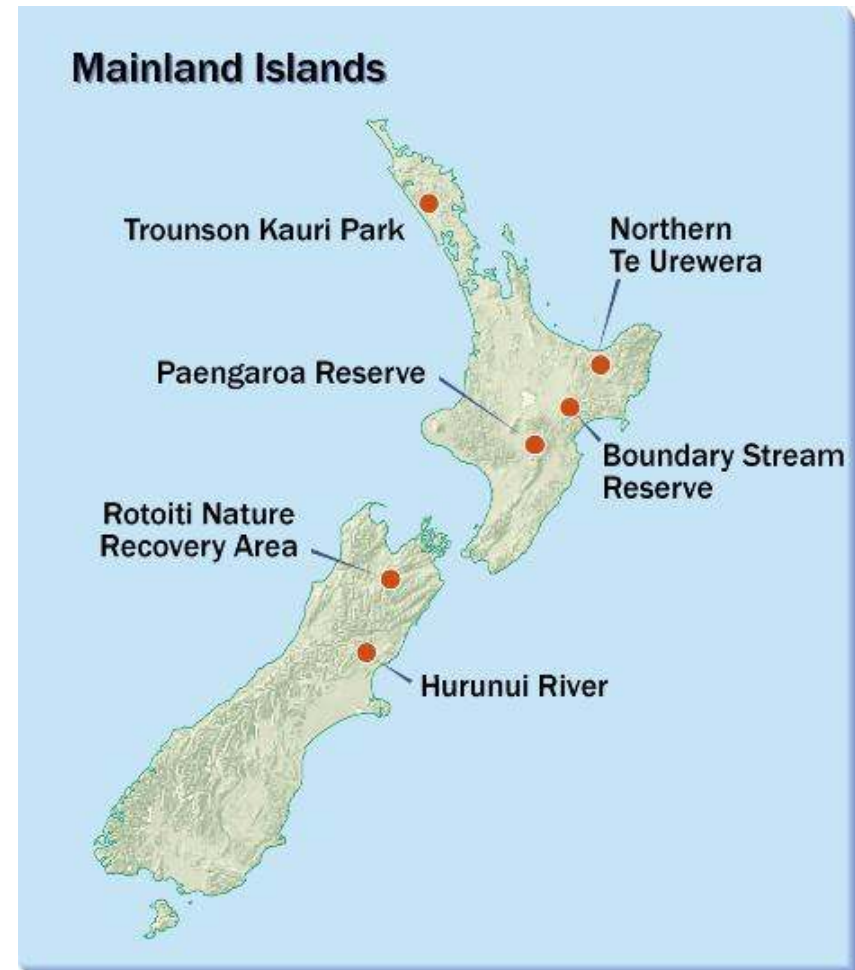 Mainland Islands
Trounson Kauri Park
Northern
Te Urewera
Paengaroa Reserve
Boundary Stream
Reserve
Rotoiti Nature
Recovery Area
Hurunui River